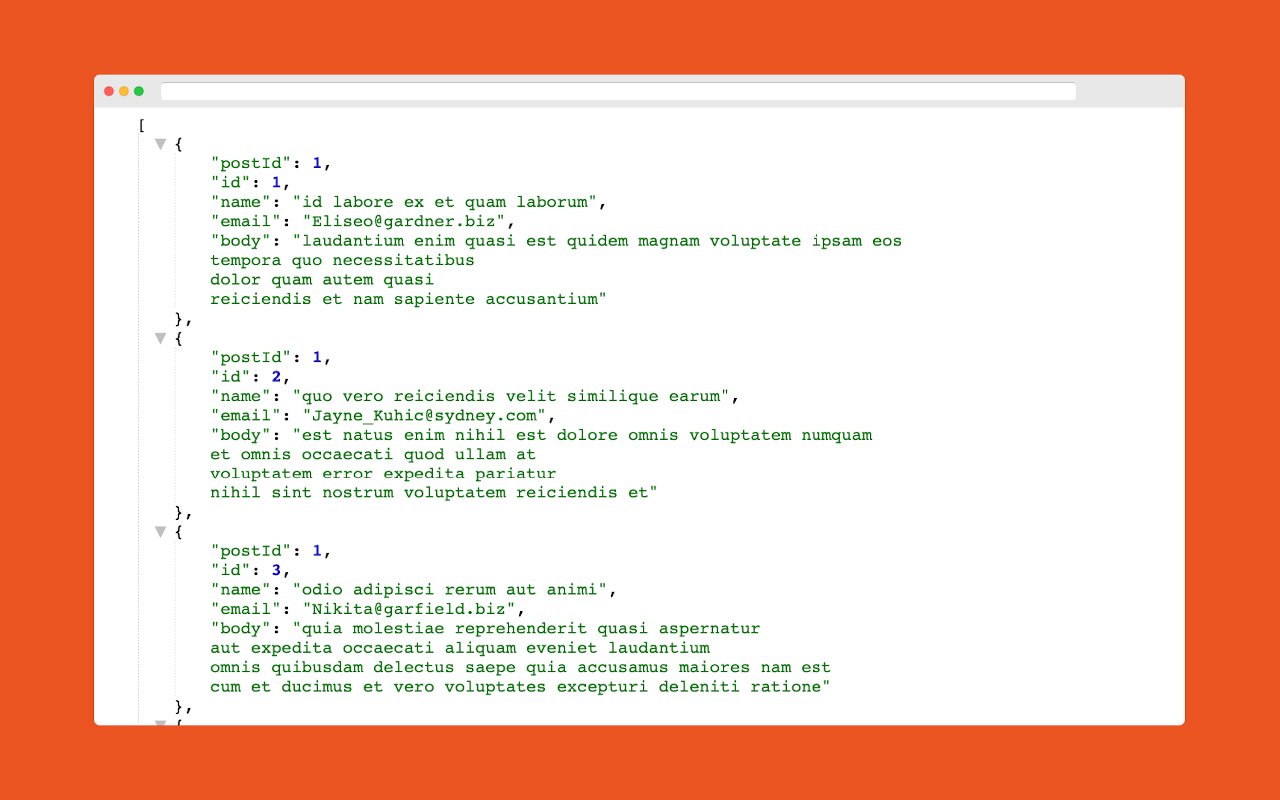 [
{
"postId": 1,
"id": 1,
"name": "id labore ex et quam laborum",
"email": "Eliseo@gardner.biz",
"body": "laudantium enim quasi est quidem magnam voluptate ipsam eos
tempora quo necessitatibus
dolor quam autem quasi
reiciendis et nam sapiente accusantium"
},
{
"postId": 1,
"id": 2,
"name": "quo vero reiciendis velit similique earum",
"email": "Jayne_Kuhic@sydney.com",
"body": "est natus enim nihil est dolore omnis voluptatem numquam
et omnis occaecati quod ullam at
voluptatem error expedita pariatur
nihil sint nostrum voluptatem reiciendis et"
},
{
"postId": 1,
"id": 3,
"name": "odio adipisci rerum aut animi",
"email": "Nikita@garfield.biz",
"body": "quia molestiae reprehenderit quasi aspernatur
aut expedita occaecati aliquam eveniet laudantium
omnis quibusdam delectus saepe quia accusamus maiores nam est
cum et ducimus et vero voluptates excepturi deleniti ratione"
},
{